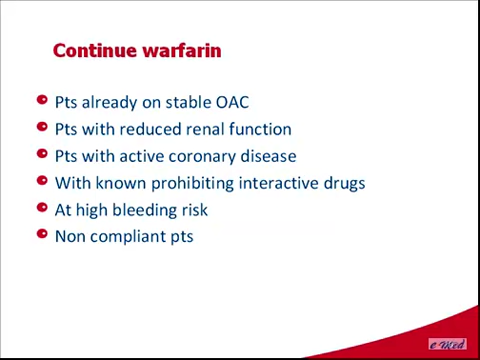 Continue warfarin
Pts already on stable OAC
Pts with reduced renal function
Pts with active coronary disease
With known prohibiting interactive drugs
At high bleeding risk
Non compliant pts
e Med